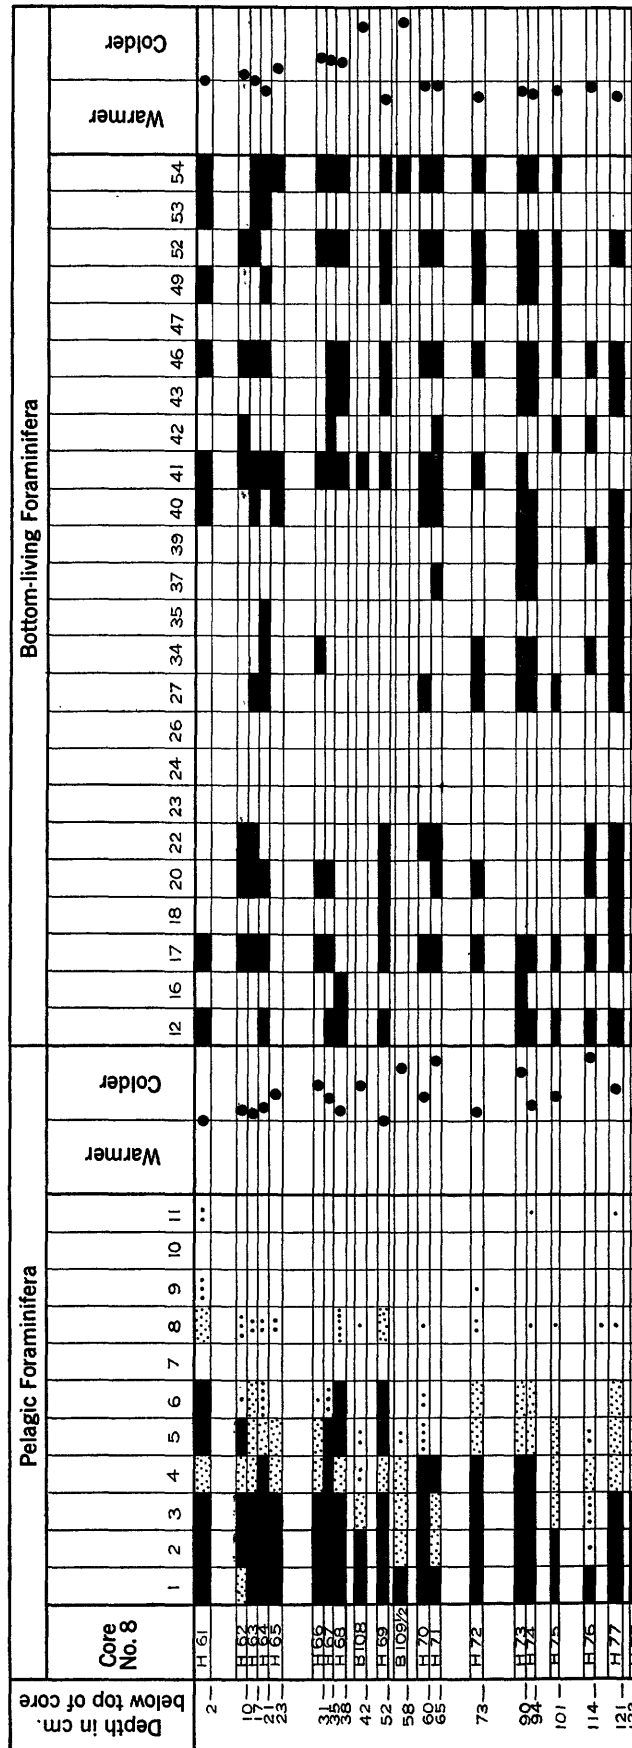 Pelagic Foraminifera
Bottom-living Foraminifera
Depth in cm.
below top of core
Core
No. 8
1 2 3 4 5 6 7 8 9 10 11
Warmer
Colder
12 16 17 18 20 22 23 24 26 27 34 35 37 39 40 41 42 43 46 47 49 52 53 54
Warmer
Colder
2 H 61
10 H 62
17 H 63
21 H 64
23 H 65
31 H 66
35 H 67
38 H 68
42 B 108
52 H 69
58 B 109½
60 H 70
65 H 71
73 H 72
90 H 73
94 H 74
101 H 75
114 H 76
121 H 77